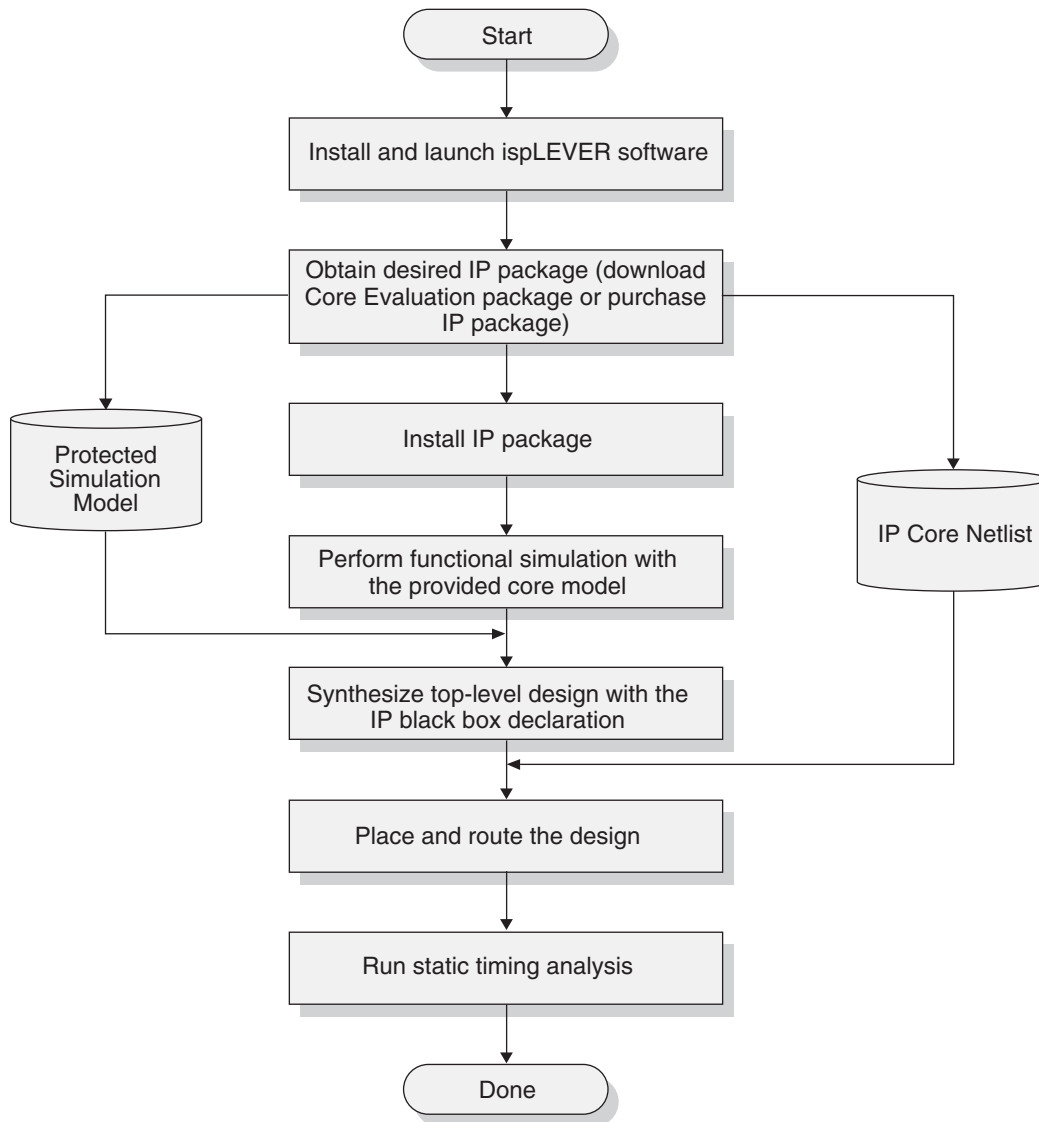 Start
Install and launch ispLEVER software
Obtain desired IP package (download
Core Evaluation package or purchase
IP package)
Install IP package
Protected
Simulation
Model
IP Core Netlist
Perform functional simulation with
the provided core model
Synthesize top-level design with the
IP black box declaration
Place and route the design
Run static timing analysis
Done